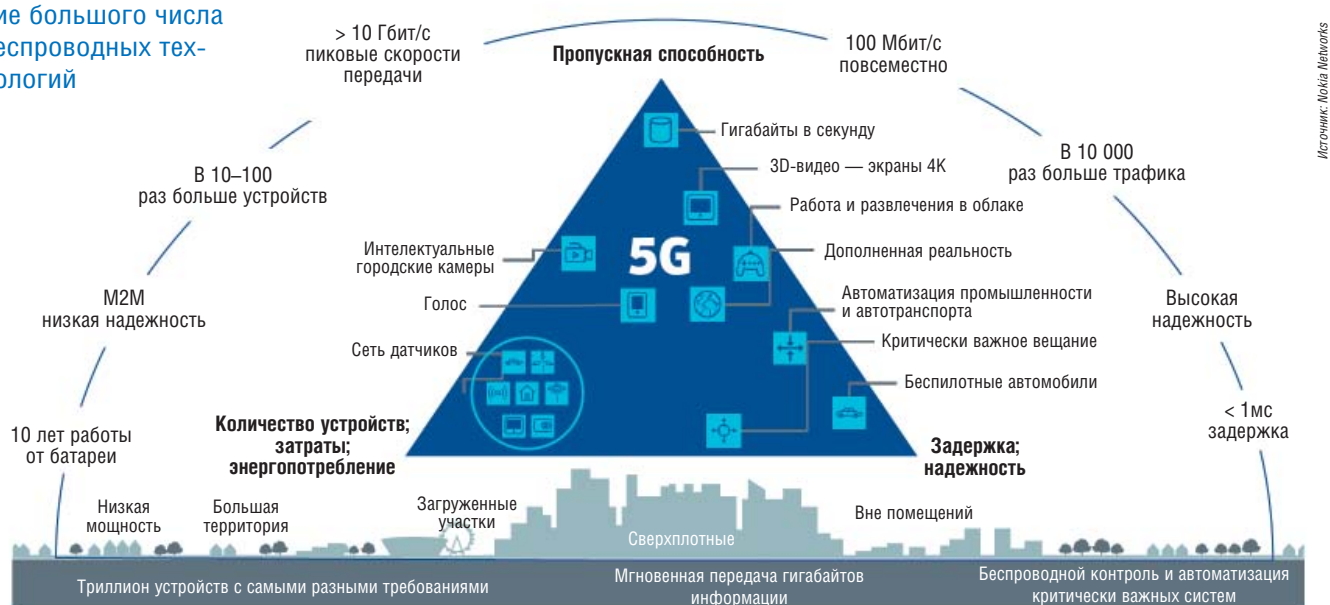 ие большого числа
еспроводных тех-
ологий
> 10 Гбит/с
пиковые скорости
передачи
Пропускная способность
100 Мбит/с
повсеместно
Источник: Nokia Networks
В 10–100
раз больше устройств
В 10 000
раз больше трафика
Гигабайты в секунду
3D-видео — экраны 4K
Работа и развлечения в облаке
Дополненная реальность
5G
Интелектуальные
городские камеры
Голос
Сеть датчиков
Автоматизация промышленности
и автотранспорта
Критически важное вещание
Беспилотные автомобили
M2M
низкая надежность
Высокая
надежность
10 лет работы
от батареи
Количество устройств;
затраты;
энергопотребление
Задержка;
надежность
< 1мс
задержка
Низкая
мощность
Большая
территория
Загруженные
участки
Сверхплотные
Вне помещений
Триллион устройств с самыми разными требованиями
Мгновенная передача гигабайтов
информации
Беспроводной контроль и автоматизация
критически важных систем